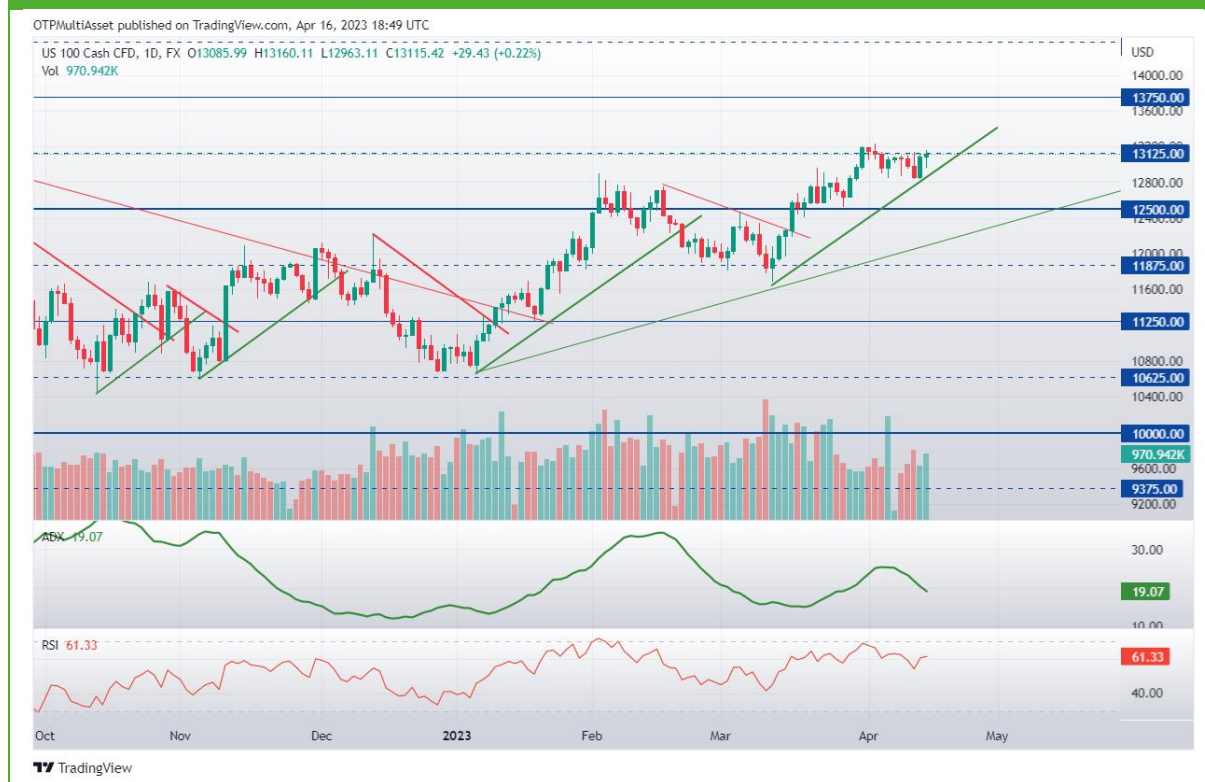 OTPMultiAsset published on TradingView.com, Apr 16, 2023 18:49 UTC
US 100 Cash CFD, 1D, FX O13085.99 H13160.11 L12963.11 C13115.42 +29.43 (+0.22%)
Vol 970.942K
USD
14000.00
13750.00
13600.00
13125.00
12800.00
12500.00
12400.00
12000.00
11875.00
11600.00
11250.00
10800.00
10625.00
10400.00
10000.00
970.942K
9600.00
9375.00
9200.00
ADX 19.07
30.00
19.07
10.00
RSI 61.33
61.33
40.00
Oct Nov Dec 2023 Feb Mar Apr May
TradingView